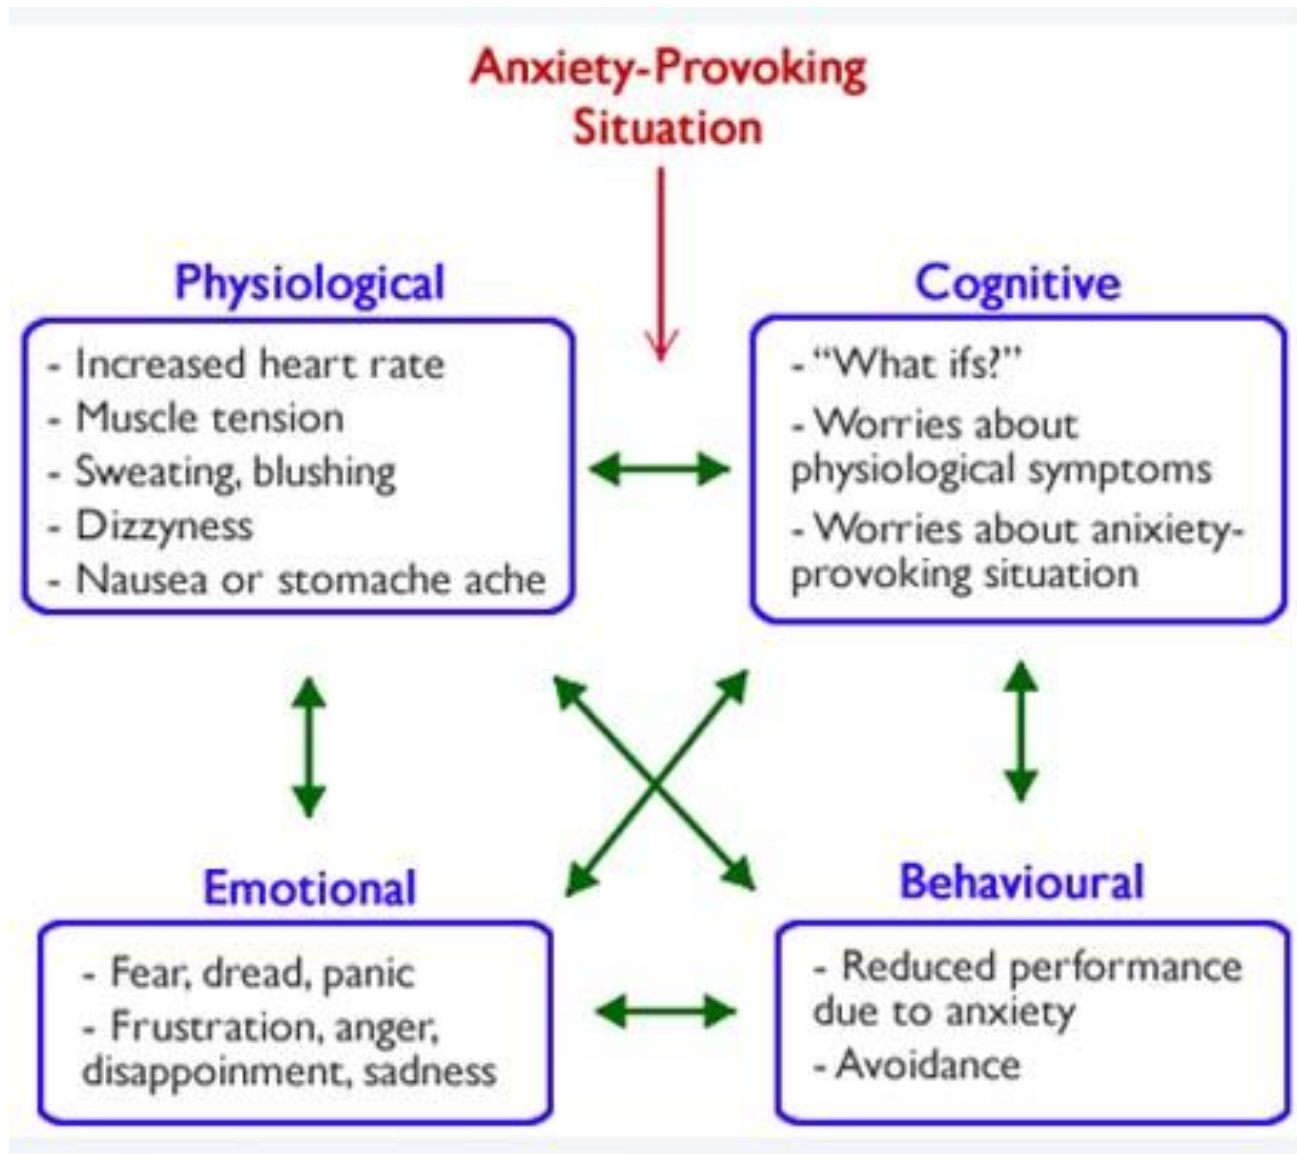 Anxiety-Provoking
Situation
Physiological
- Increased heart rate
- Muscle tension
- Sweating, blushing
- Dizzyness
- Nausea or stomache ache
Cognitive
- “What ifs?”
- Worries about
physiological symptoms
- Worries about anixiety-
provoking situation
Emotional
- Fear, dread, panic
- Frustration, anger,
disappoinment, sadness
Behavioural
- Reduced performance
due to anxiety
- Avoidance